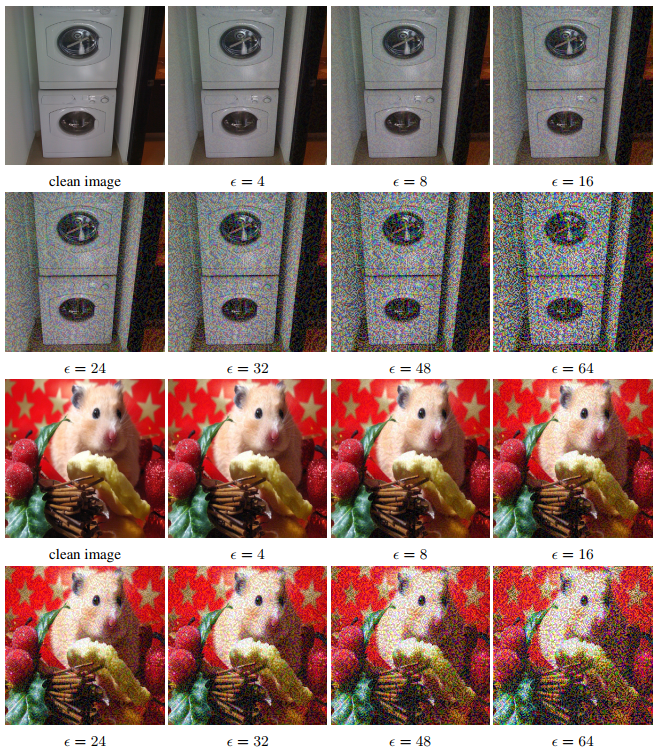 clean image ϵ = 4 ϵ = 8 ϵ = 16
ϵ = 24 ϵ = 32 ϵ = 48 ϵ = 64
clean image ϵ = 4 ϵ = 8 ϵ = 16
ϵ = 24 ϵ = 32 ϵ = 48 ϵ = 64